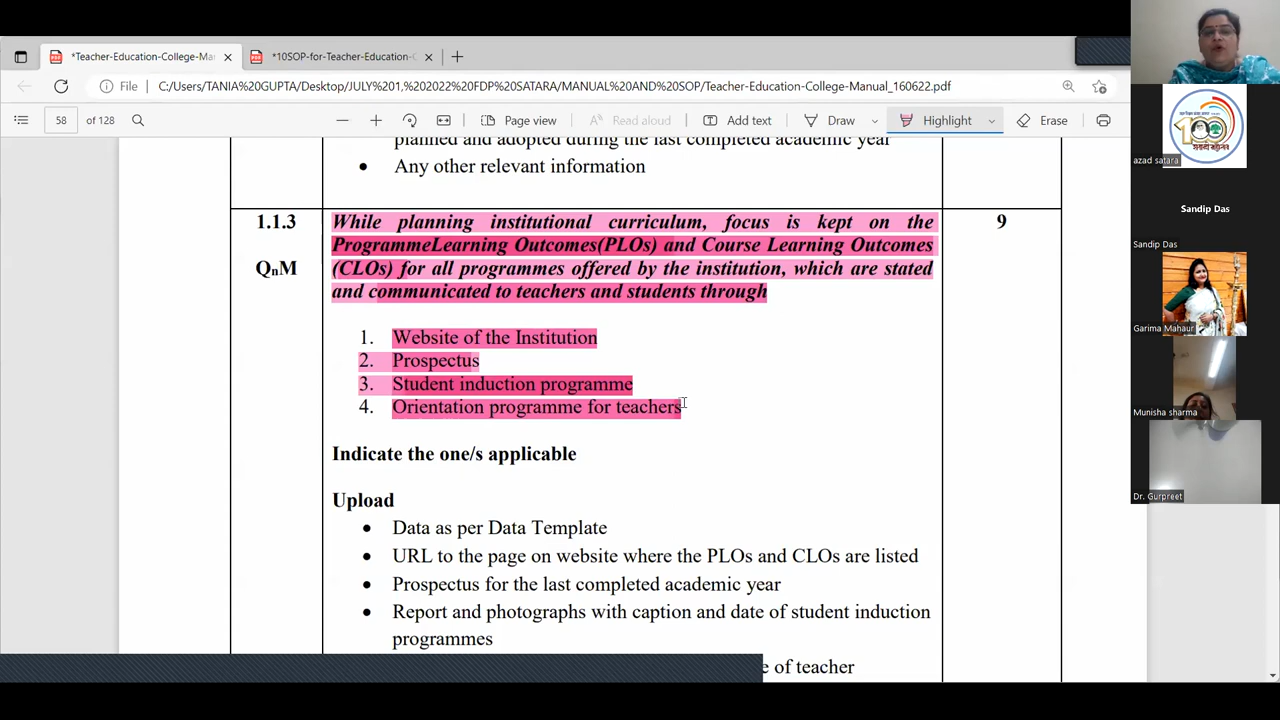 *Teacher-Education-College-Ma
*10SOP-for-Teacher-Education-
File
C:/Users/TANIA%20GUPTA/Desktop/JULY%201,%202022%20FDP%20SATARA/MANUAL%20AND%20SOP/Teacher-Education-College-Manual_160622.pdf
58 of 128
Page view
Read aloud
Add text
Draw
Highlight
Erase
planned and adopted during the last completed academic year
• Any other relevant information
1.1.3
QnM
While planning institutional curriculum, focus is kept on the
ProgrammeLearning Outcomes(PLOs) and Course Learning Outcomes
(CLOs) for all programmes offered by the institution, which are stated
and communicated to teachers and students through
9
1. Website of the Institution
2. Prospectus
3. Student induction programme
4. Orientation programme for teachers
Indicate the one/s applicable
Upload
• Data as per Data Template
• URL to the page on website where the PLOs and CLOs are listed
• Prospectus for the last completed academic year
• Report and photographs with caption and date of student induction
programmes
e of teacher
azad satara
Sandip Das
Sandip Das
Garima Mahaur
Munisha sharma
Dr. Gurpreet